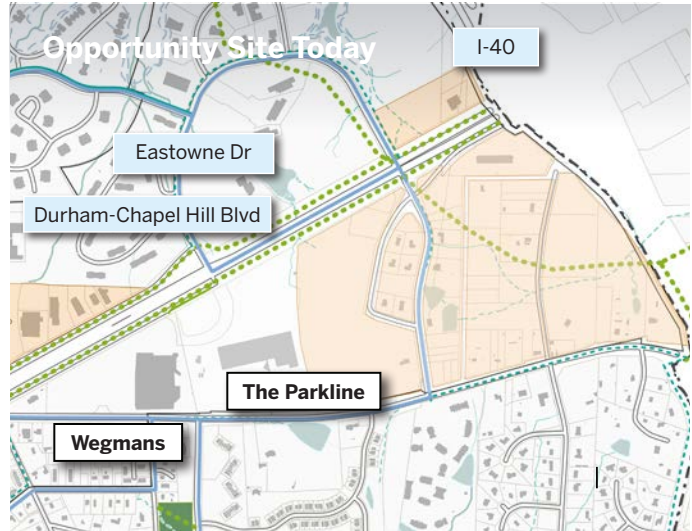 Opportunity Site Today
I-40
Eastowne Dr
Durham-Chapel Hill Blvd
The Parkline
Wegmans